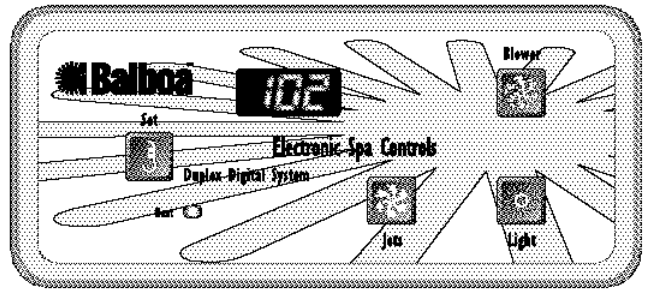 Balboa
102
Blower
Set
Electronic Spa Controls
Duplex Digital System
Heat
Jets
Light